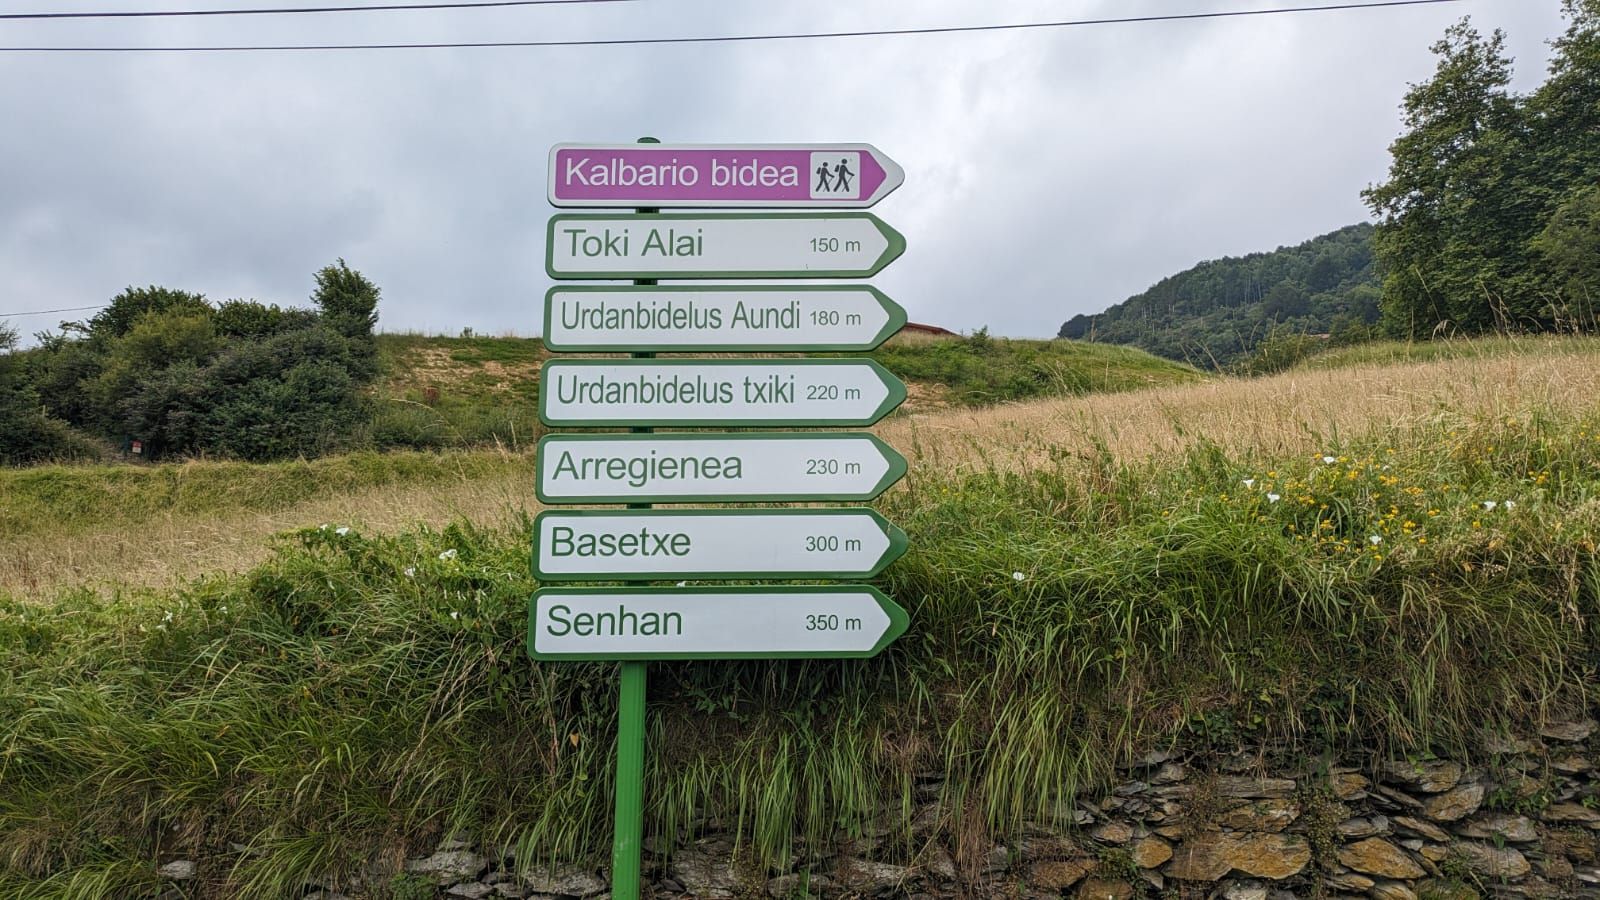 Kalbario bidea
Toki Alai 150 m
Urdanbidelus Aundi 180 m
Urdanbidelus txiki 220 m
Arregienea 230 m
Basetxe 300 m
Senhan 350 m